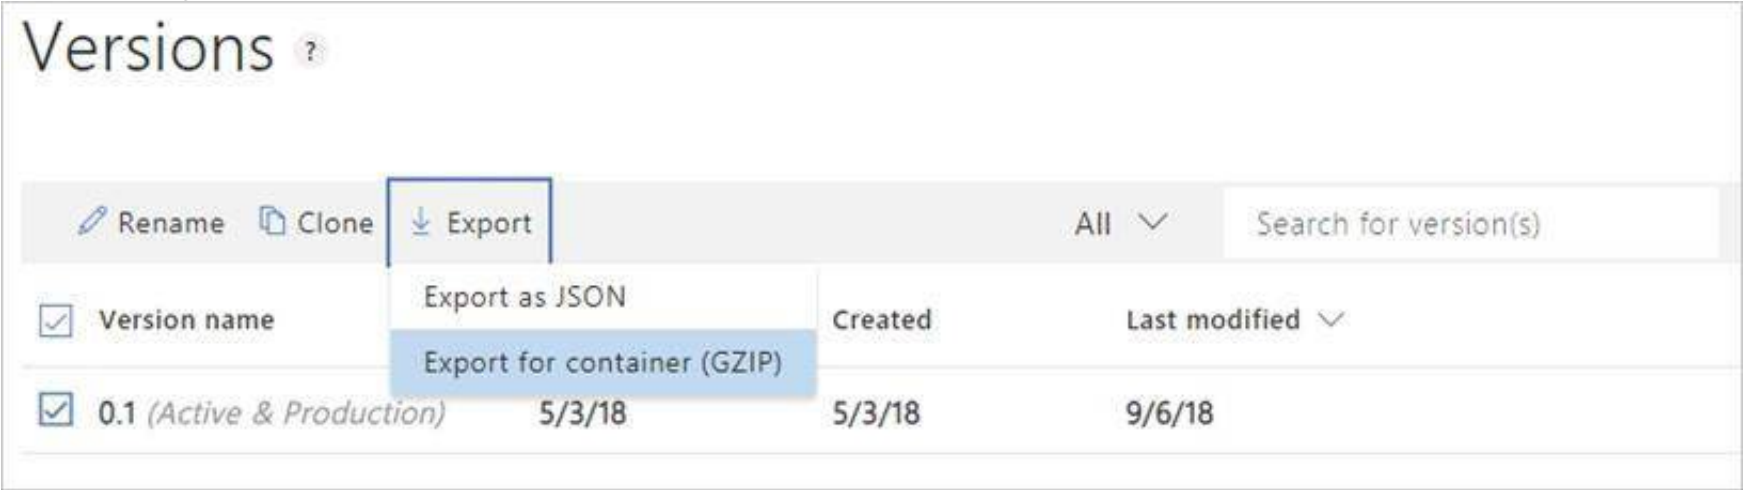 Versions ?
Rename Clone Export All Search for version(s)
Export as JSON
Version name Created Last modified
Export for container (GZIP)
0.1 (Active & Production) 5/3/18 5/3/18 9/6/18